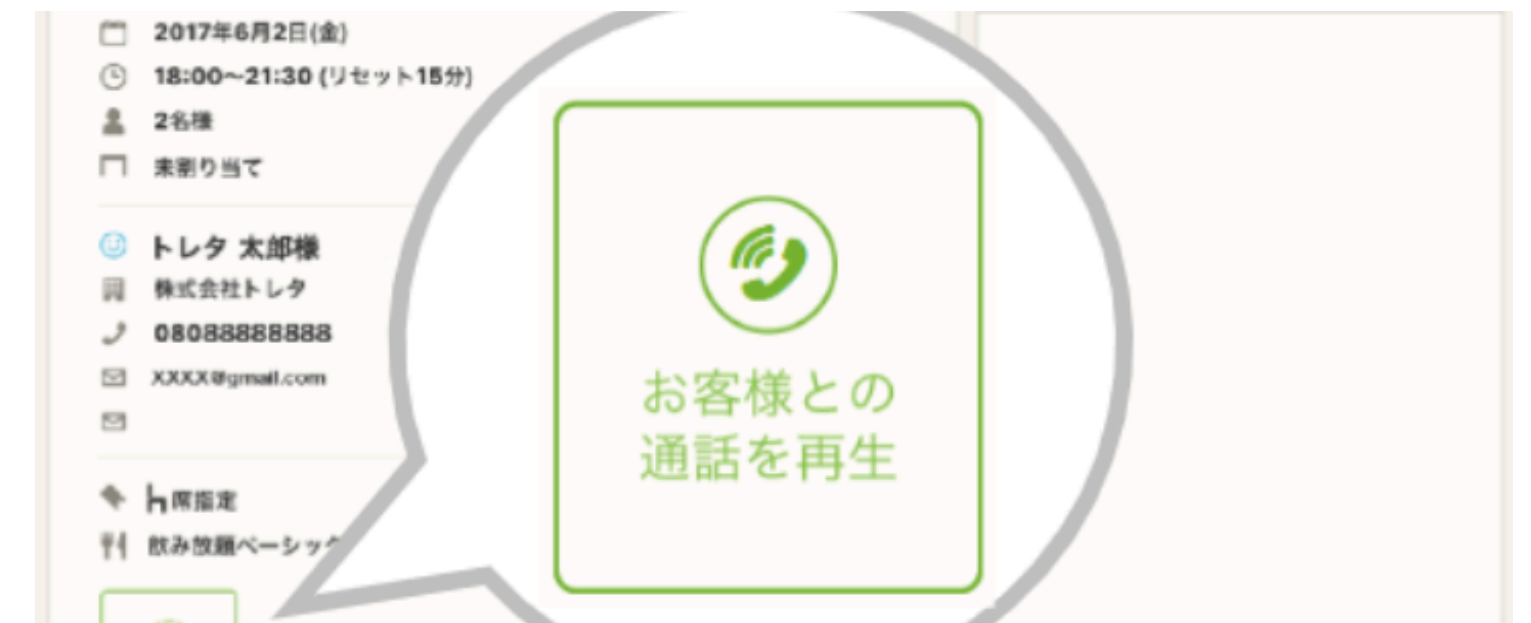 2017年6月2日(金)
18:00〜21:30 (リセット15分)
2名様
未割り当て
トレタ 太郎様
株式会社トレタ
08088888888
XXXX@gmail.com
席指定
飲み放題ベーシック
お客様との
通話を再生